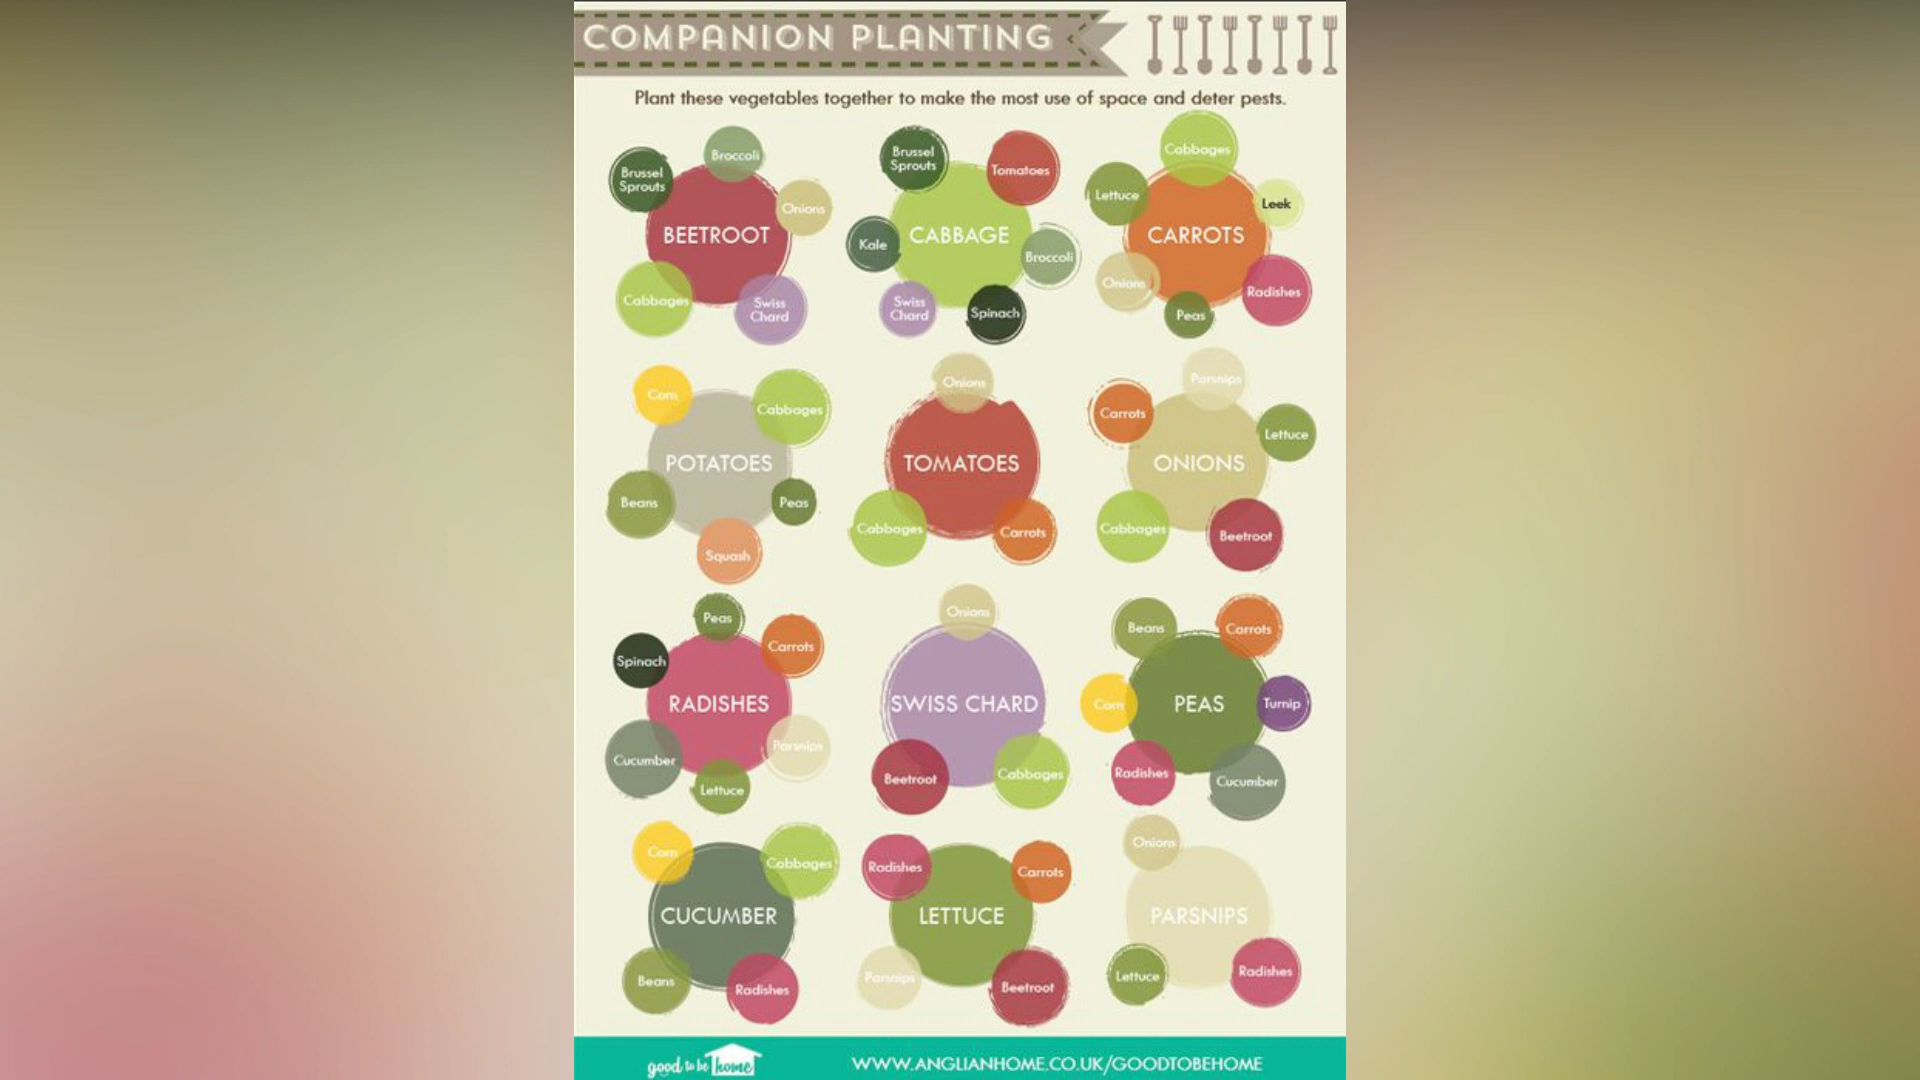 COMPANION PLANTING
Plant these vegetables together to make the most use of space and deter pests.
Brussel
Sprouts
Broccoli
Onions
BEETROOT
Cabbages
Swiss
Chard
Brussel
Sprouts
Tomatoes
Kale
CABBAGE
Broccoli
Swiss
Chard
Spinach
Cabbages
Lettuce
Leek
CARROTS
Onions
Radishes
Peas
Corn
Cabbages
POTATOES
Beans
Peas
Squash
Onions
TOMATOES
Cabbages
Carrots
Parsnips
Carrots
Lettuce
ONIONS
Cabbages
Beetroot
Peas
Carrots
Spinach
RADISHES
Parsnips
Cucumber
Lettuce
Onions
SWISS CHARD
Beetroot
Cabbages
Beans
Carrots
Corn
PEAS
Turnip
Radishes
Cucumber
Corn
Cabbages
CUCUMBER
Beans
Radishes
Radishes
Carrots
LETTUCE
Parsnips
Beetroot
Onions
PARSNIPS
Lettuce
Radishes
good to be home
WWW.ANGLIANHOME.CO.UK/GOODTOBEHOME